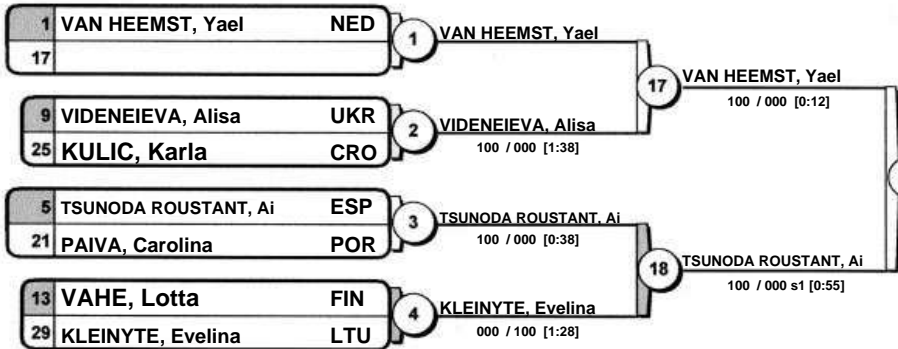 1 VAN HEEMST, Yael NED
17
1
VAN HEEMST, Yael
9 VIDENEIEVA, Alisa UKR
25 KULIC, Karla CRO
2
VIDENEIEVA, Alisa
100 / 000 [1:38]
17
VAN HEEMST, Yael
100 / 000 [0:12]
5 TSUNODA ROUSTANT, Ai ESP
21 PAIVA, Carolina POR
3
TSUNODA ROUSTANT, Ai
100 / 000 [0:38]
13 VAHE, Lotta FIN
29 KLEINYTE, Evelina LTU
4
KLEINYTE, Evelina
000 / 100 [1:28]
18
TSUNODA ROUSTANT, Ai
100 / 000 s1 [0:55]